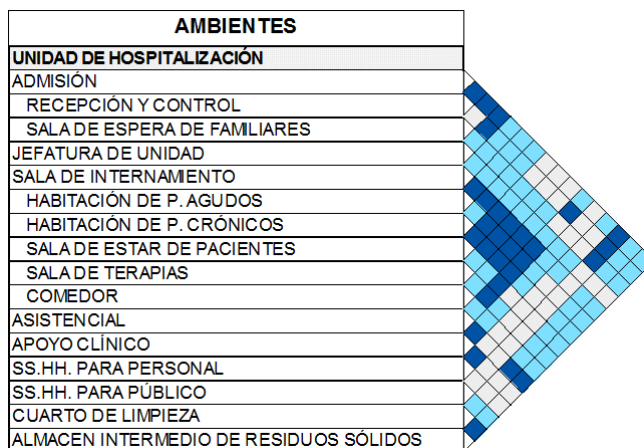 AMBIENTES
UNIDAD DE HOSPITALIZACIÓN
ADMISIÓN
RECEPCIÓN Y CONTROL
SALA DE ESPERA DE FAMILIARES
JEFATURA DE UNIDAD
SALA DE INTERNAMIENTO
HABITACIÓN DE P. AGUDOS
HABITACIÓN DE P. CRÓNICOS
SALA DE ESTAR DE PACIENTES
SALA DE TERAPIAS
COMEDOR
ASISTENCIAL
APOYO CLÍNICO
SS.HH. PARA PERSONAL
SS.HH. PARA PÚBLICO
CUARTO DE LIMPIEZA
ALMACEN INTERMEDIO DE RESIDUOS SÓLIDOS